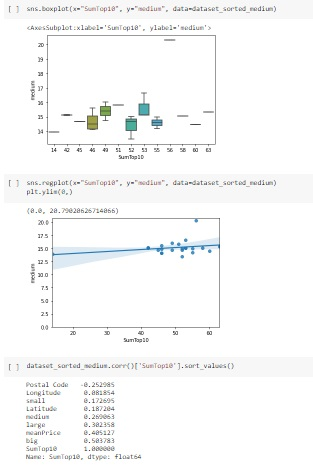 [ ] sns.boxplot(x="SumTop10", y="medium", data=dataset_sorted_medium)
<AxesSubplot:xlabel='SumTop10', ylabel='medium'>
20
19
18
17
16
15
14
medium
14 42 45 46 49 51 52 53 55 56 58 60 63
SumTop10
[ ] sns.regplot(x="SumTop10", y="medium", data=dataset_sorted_medium)
plt.ylim(0,)
(0.0, 20.79020626714066)
20.0
17.5
15.0
12.5
10.0
7.5
5.0
2.5
0.0
medium
20 30 40 50 60
SumTop10
[ ] dataset_sorted_medium.corr()['SumTop10'].sort_values()
Postal Code -0.252985
Longitude 0.081854
small 0.172695
Latitude 0.187204
medium 0.269063
large 0.302358
meanPrice 0.405127
big 0.503783
SumTop10 1.000000
Name: SumTop10, dtype: float64